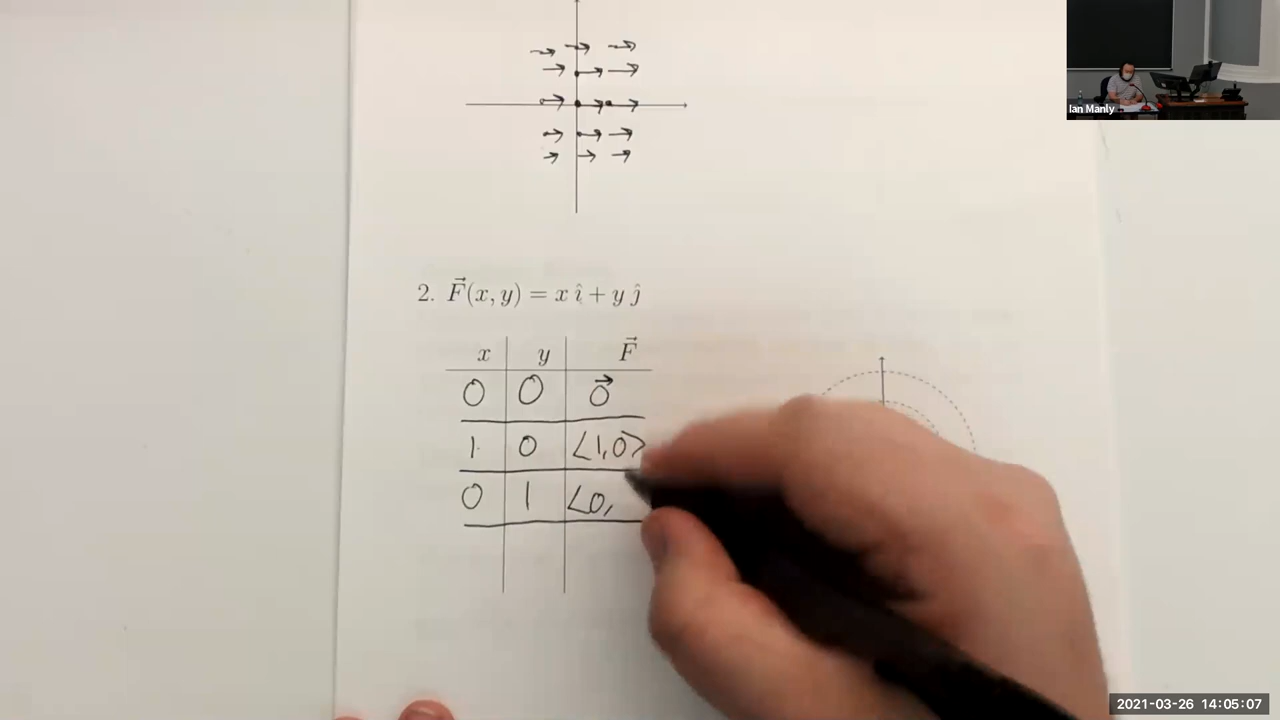 Ian Manly
2. F⃗(x, y) = x î + y ĵ
x y F⃗
0 0 0⃗
1 0 <1,0>
0 1 <0,
2021-03-26 14:05:07